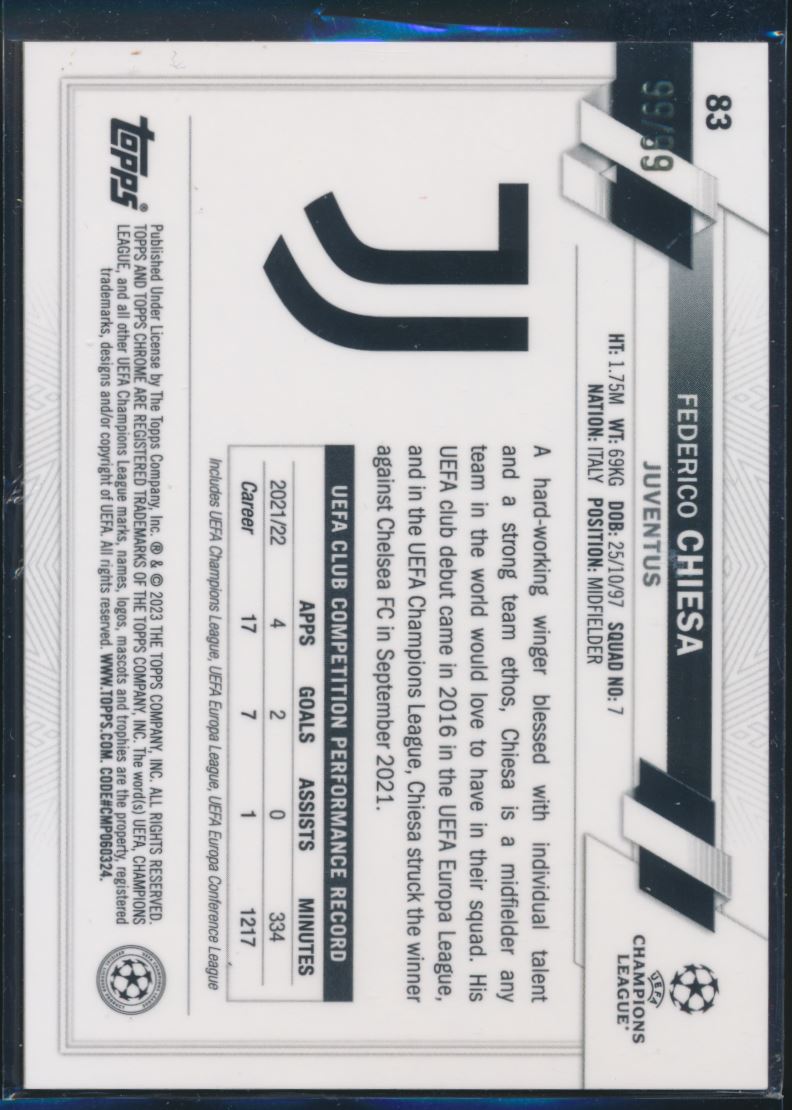 83
99/99
FEDERICO CHIESA
JUVENTUS
HT: 1.75M WT: 69KG DOB: 25/10/97 SQUAD NO: 7
NATION: ITALY POSITION: MIDFIELDER
UEFA
CHAMPIONS
LEAGUE®
A hard-working winger blessed with individual talent
and a strong team ethos, Chiesa is a midfielder any
team in the world would love to have in their squad. His
UEFA club debut came in 2016 in the UEFA Europa League,
and in the UEFA Champions League, Chiesa struck the winner
against Chelsea FC in September 2021.
UEFA CLUB COMPETITION PERFORMANCE RECORD
APPS GOALS ASSISTS MINUTES
2021/22 4 2 0 334
Career 17 7 1 1217
Includes UEFA Champions League, UEFA Europa League, UEFA Europa Conference League
topps®
Published Under License by The Topps Company, Inc. ® & © 2023 THE TOPPS COMPANY, INC. ALL RIGHTS RESERVED.
TOPPS AND TOPPS CHROME ARE REGISTERED TRADEMARKS OF THE TOPPS COMPANY, INC. The word(s) UEFA, CHAMPIONS
LEAGUE, and all other UEFA Champions League marks, names, logos, mascots and trophies are the property, registered
trademarks, designs and/or copyright of UEFA. All rights reserved. WWW.TOPPS.COM. CODE#CMP060324.